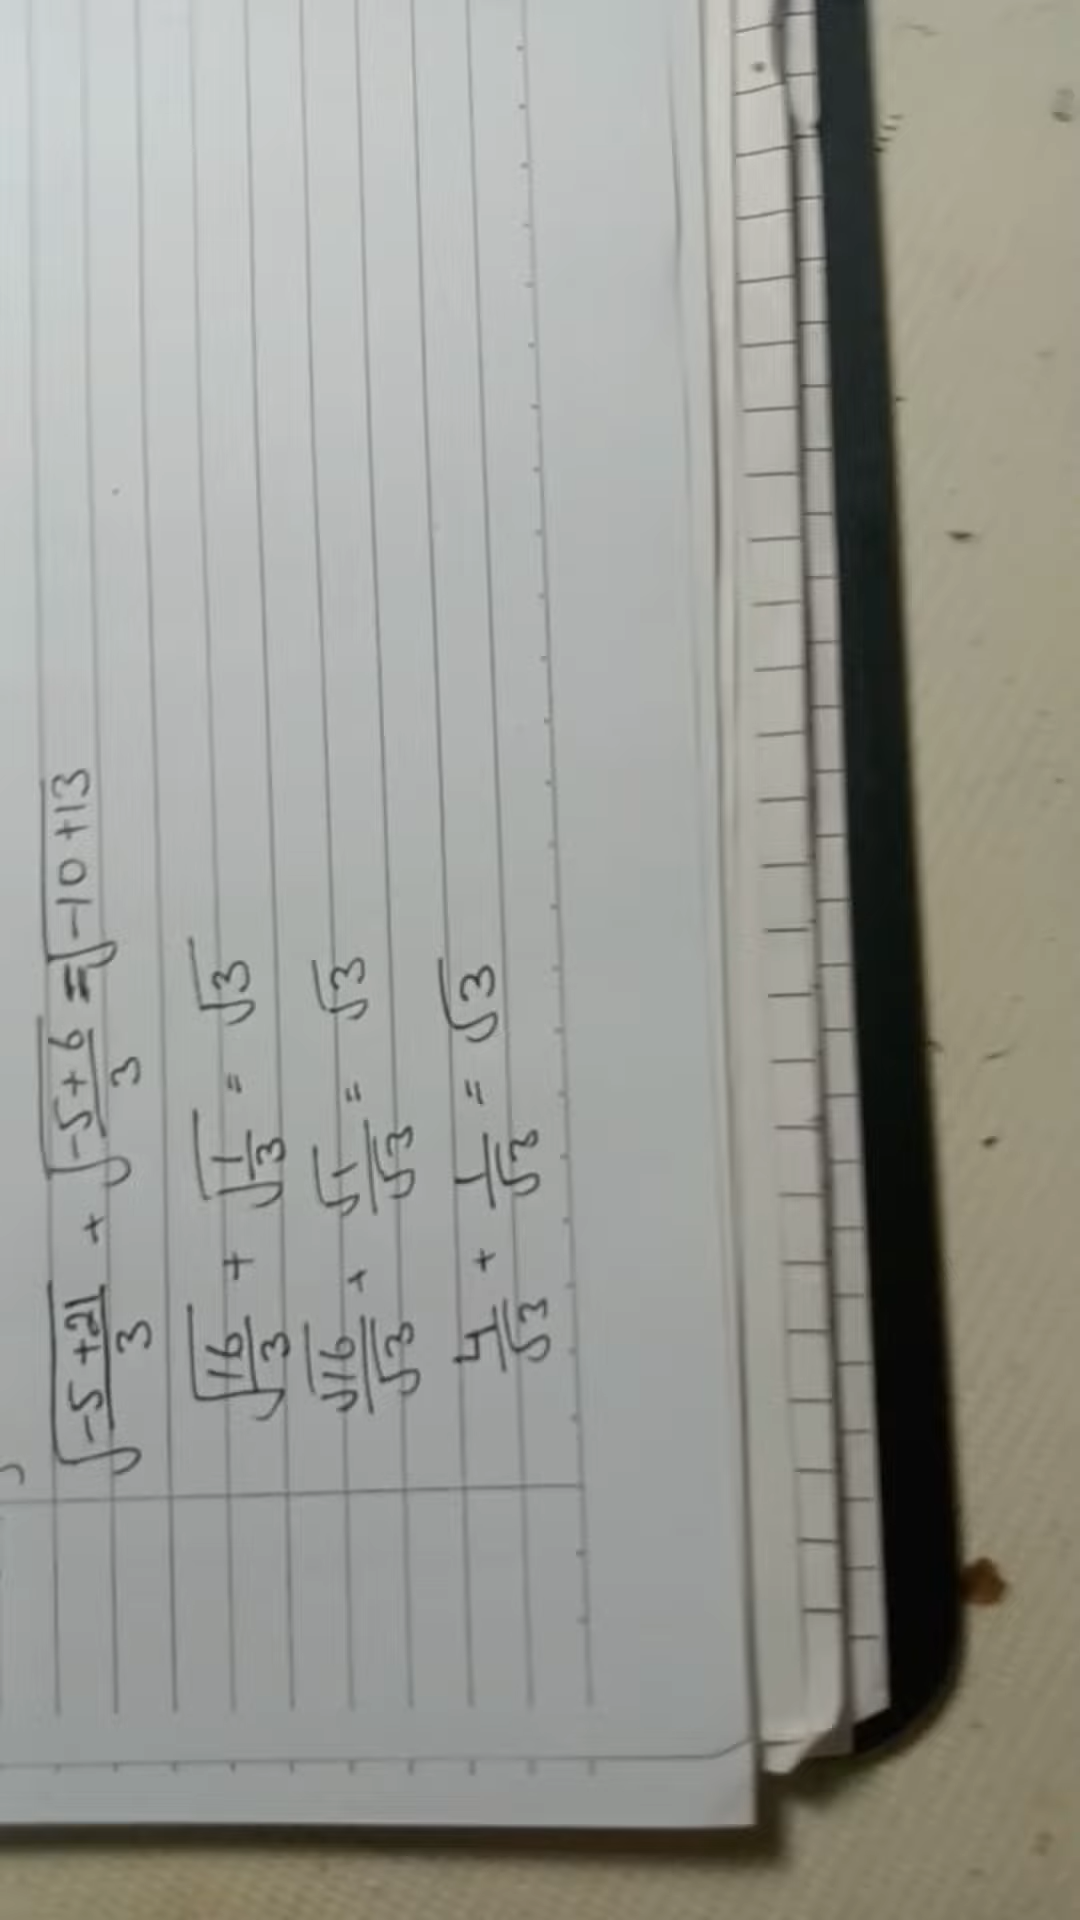 √((-5+21)/3) + √((-5+6)/3) = √(-10+13)
√(16/3) + √(1/3) = √3
√16/√3 + √1/√3 = √3
4/√3 + 1/√3 = √3